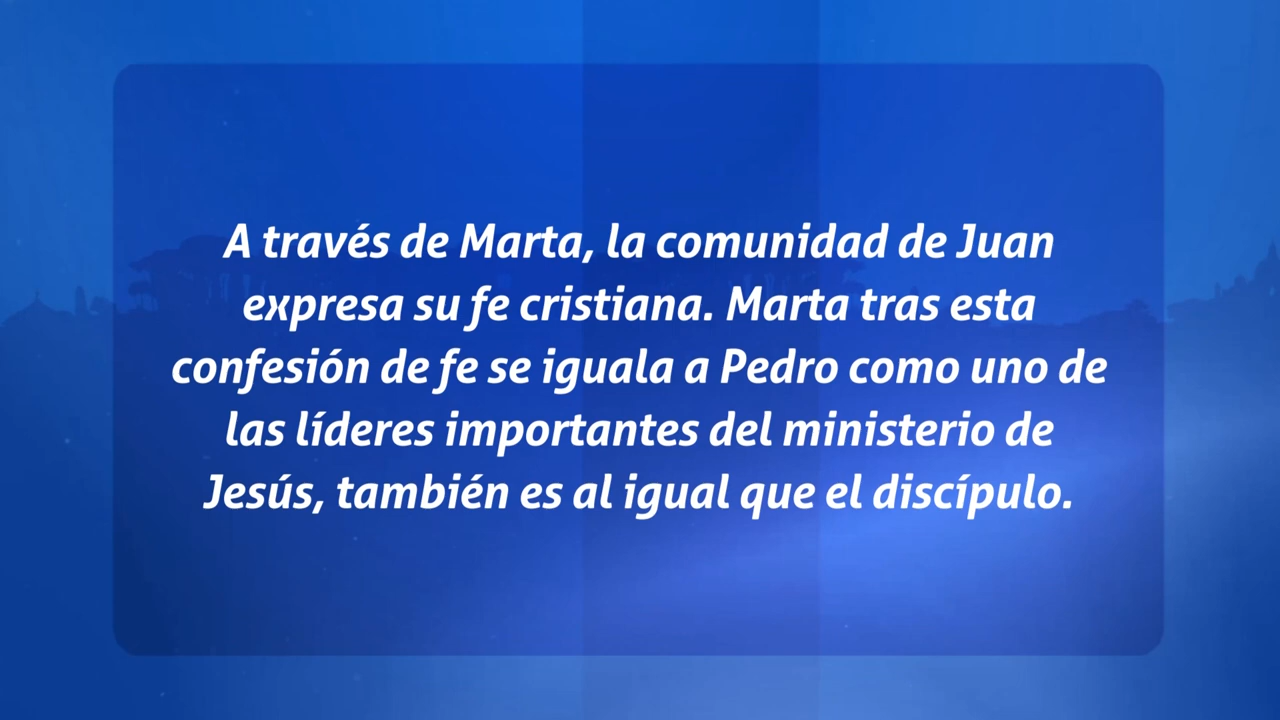 A través de Marta, la comunidad de Juan
expresa su fe cristiana. Marta tras esta
confesión de fe se iguala a Pedro como uno de
las líderes importantes del ministerio de
Jesús, también es al igual que el discípulo.